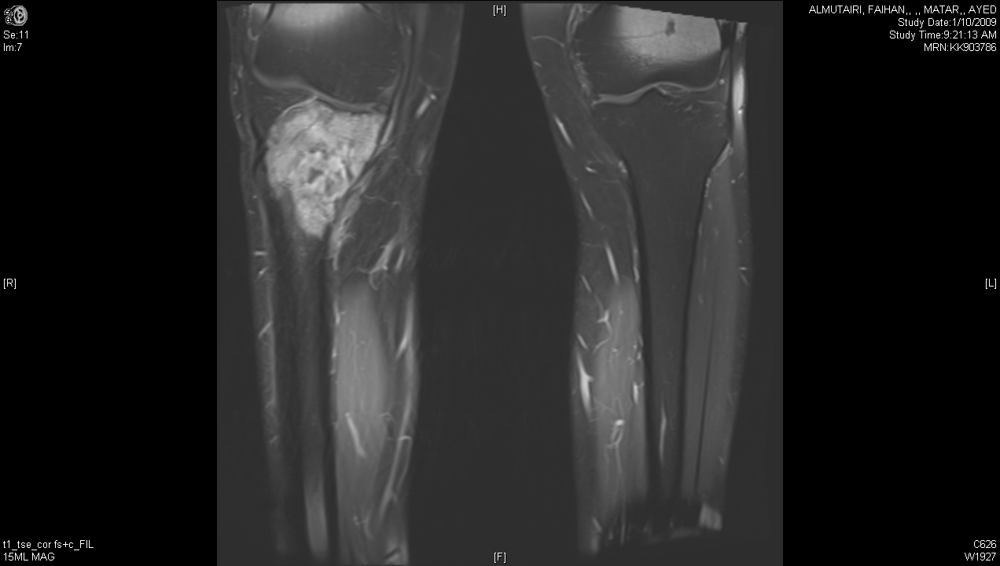 Se:11
Im:7
[H]
ALMUTAIRI, FAIHAN,, ,, MATAR,, AYED
Study Date:1/10/2009
Study Time:9:21:13 AM
MRN:KK903786
[R]
[L]
t1_tse_cor fs+c_FIL
15ML MAG
[F]
C626
W1927